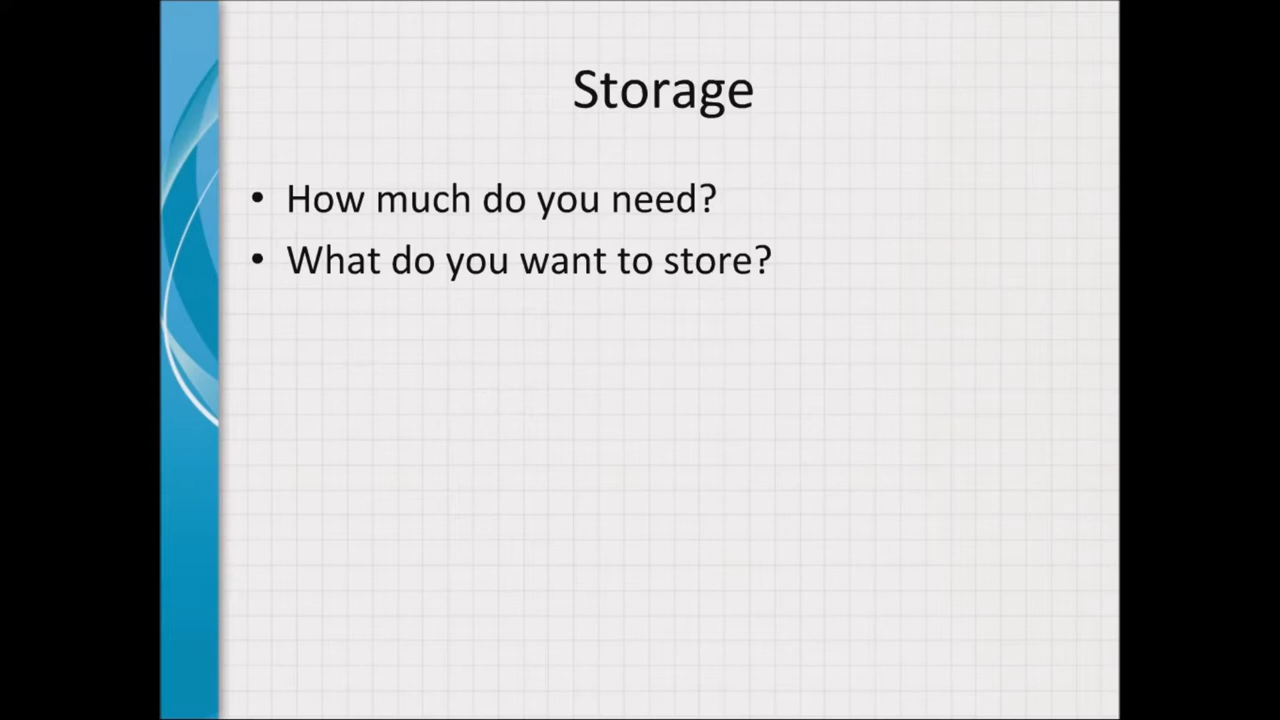 Storage
• How much do you need?
• What do you want to store?